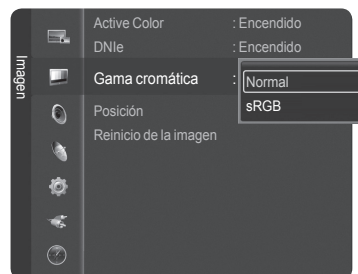 Imagen
Active Color : Encendido
DNIe : Encendido
Gama cromática : Normal
sRGB
Posición
Reinicio de la imagen